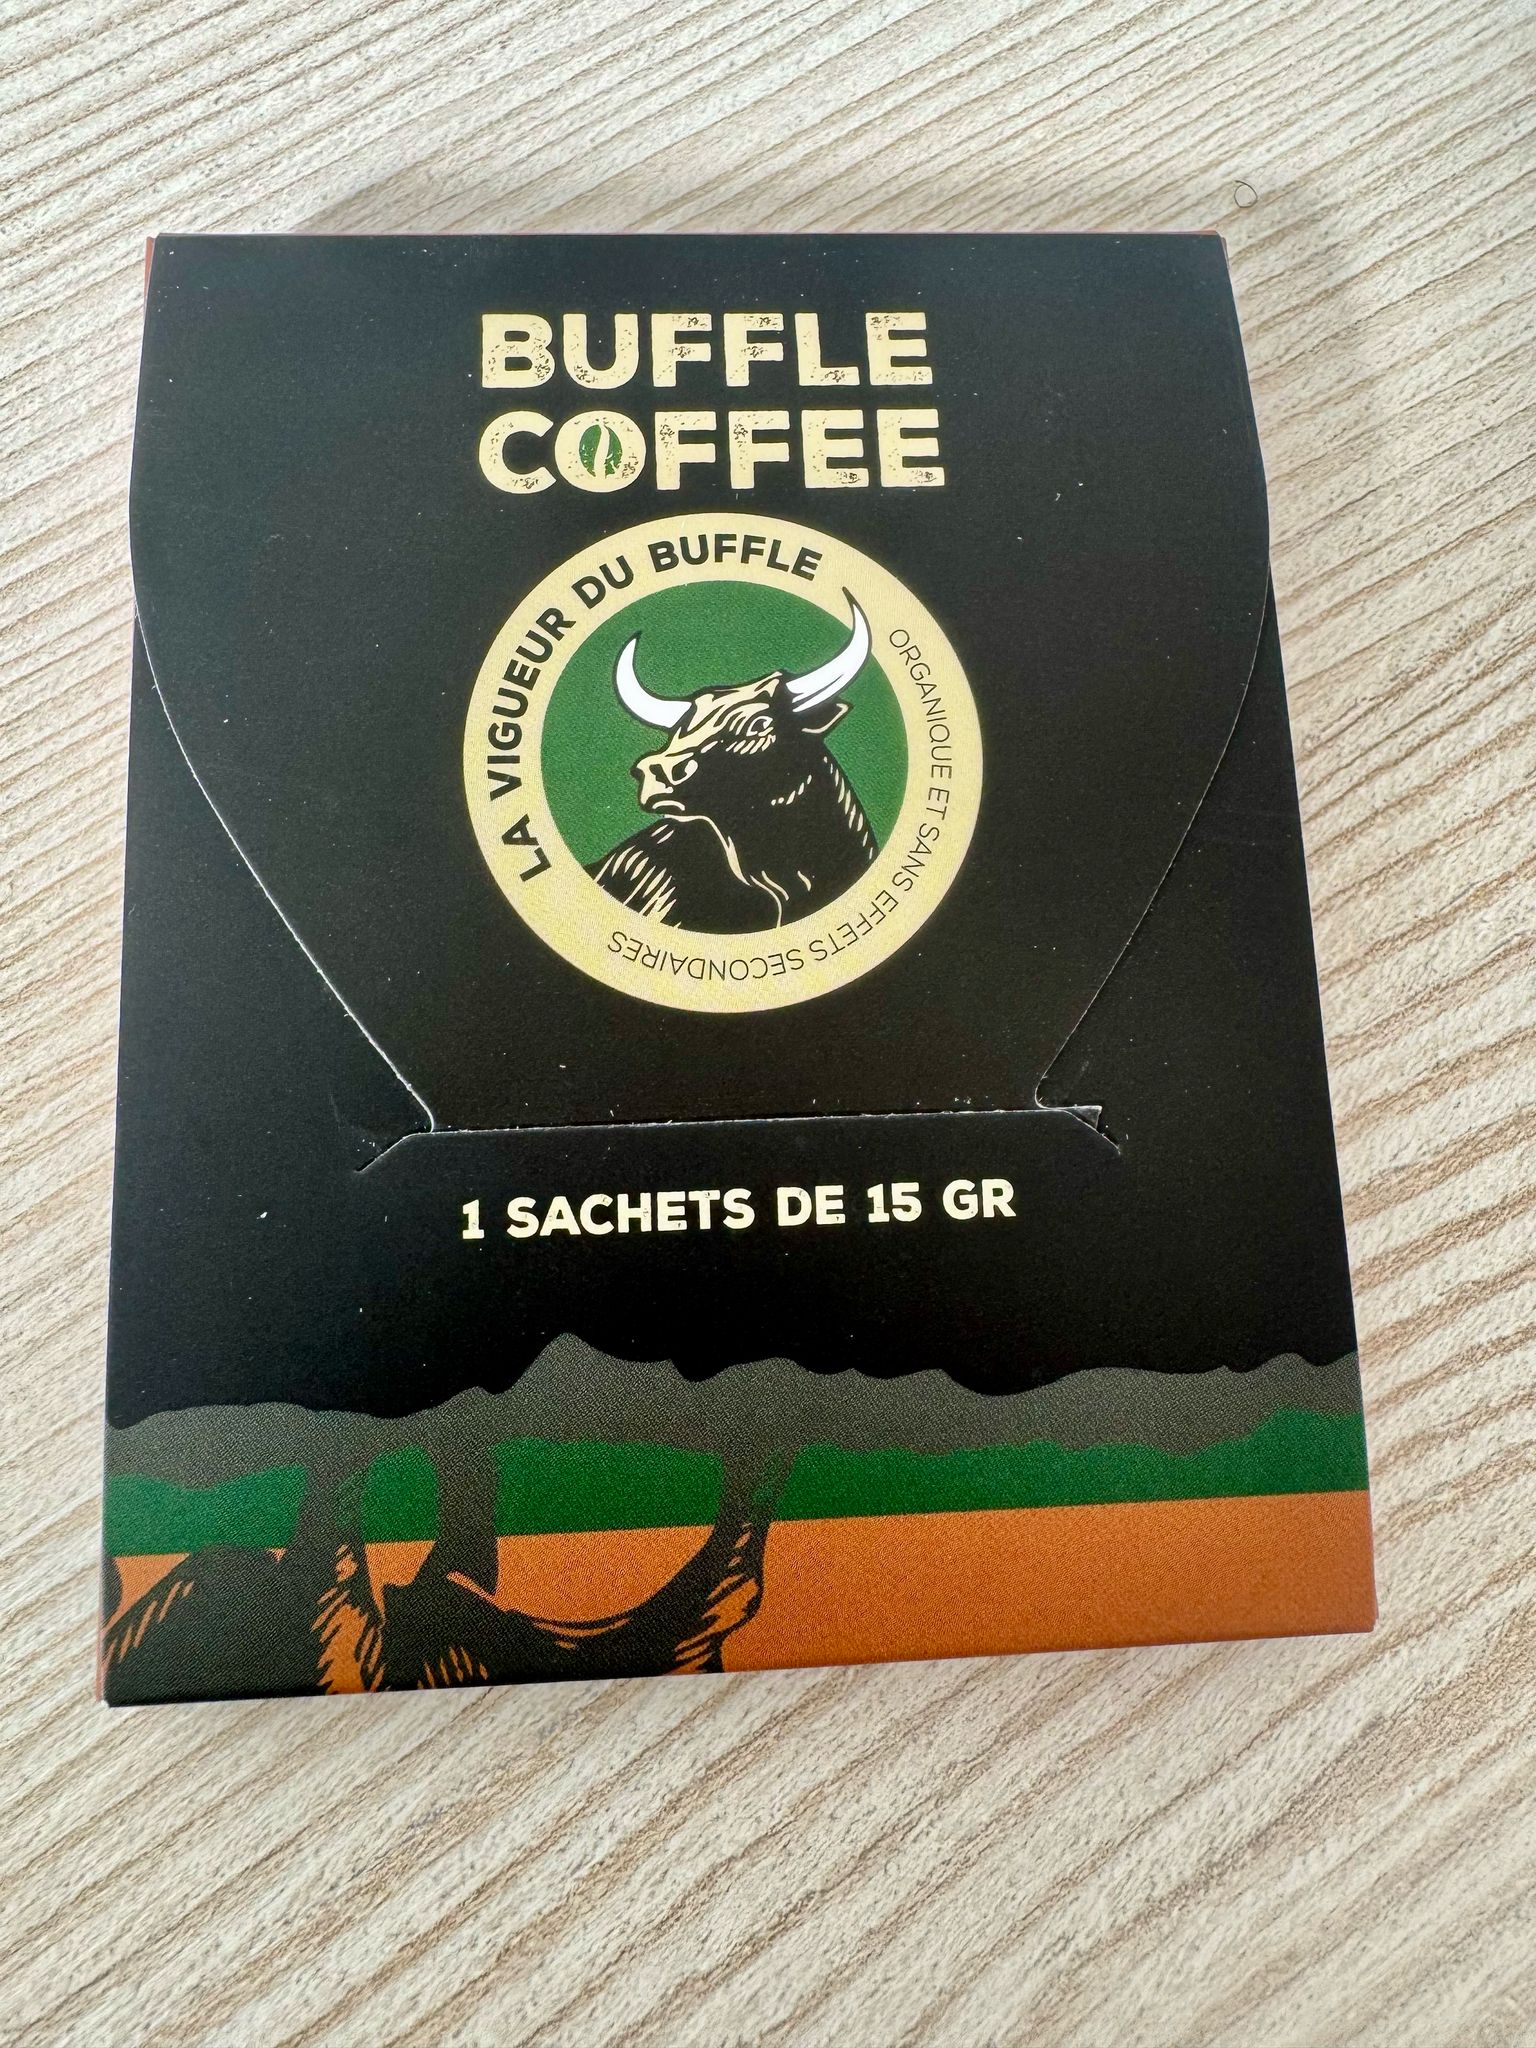 BUFFLE
COFFEE
LA VIGUEUR DU BUFFLE
ORGANIQUE ET SANS EFFETS SECONDAIRES
1 SACHETS DE 15 GR